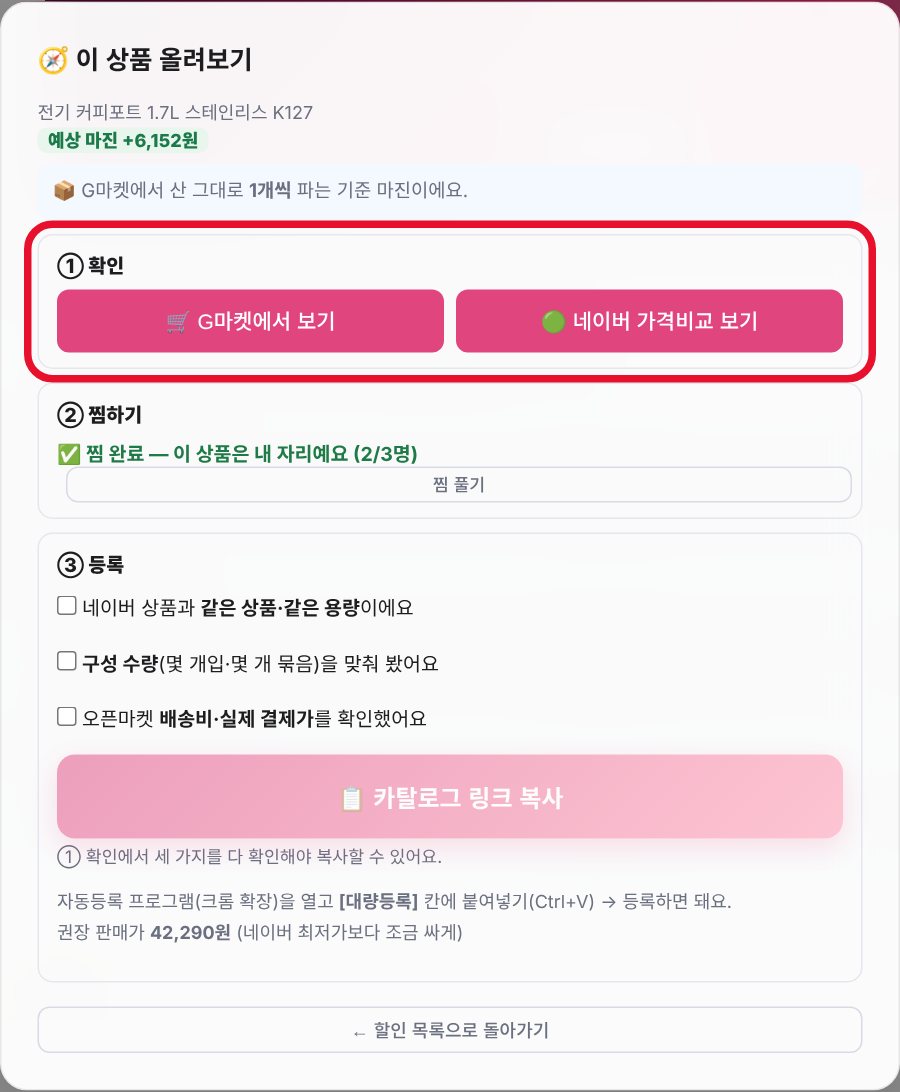 🧭 이 상품 올려보기
전기 커피포트 1.7L 스테인리스 K127
예상 마진 +6,152원
📦 G마켓에서 산 그대로 1개씩 파는 기준 마진이에요.
① 확인
🛒 G마켓에서 보기
🟢 네이버 가격비교 보기
② 찜하기
✅ 찜 완료 — 이 상품은 내 자리예요 (2/3명)
찜 풀기
③ 등록
네이버 상품과 같은 상품·같은 용량이에요
구성 수량(몇 개입·몇 개 묶음)을 맞춰 봤어요
오픈마켓 배송비·실제 결제가를 확인했어요
📋 카탈로그 링크 복사
① 확인에서 세 가지를 다 확인해야 복사할 수 있어요.
자동등록 프로그램(크롬 확장)을 열고 [대량등록] 칸에 붙여넣기(Ctrl+V) → 등록하면 돼요.
권장 판매가 42,290원 (네이버 최저가보다 조금 싸게)
← 할인 목록으로 돌아가기